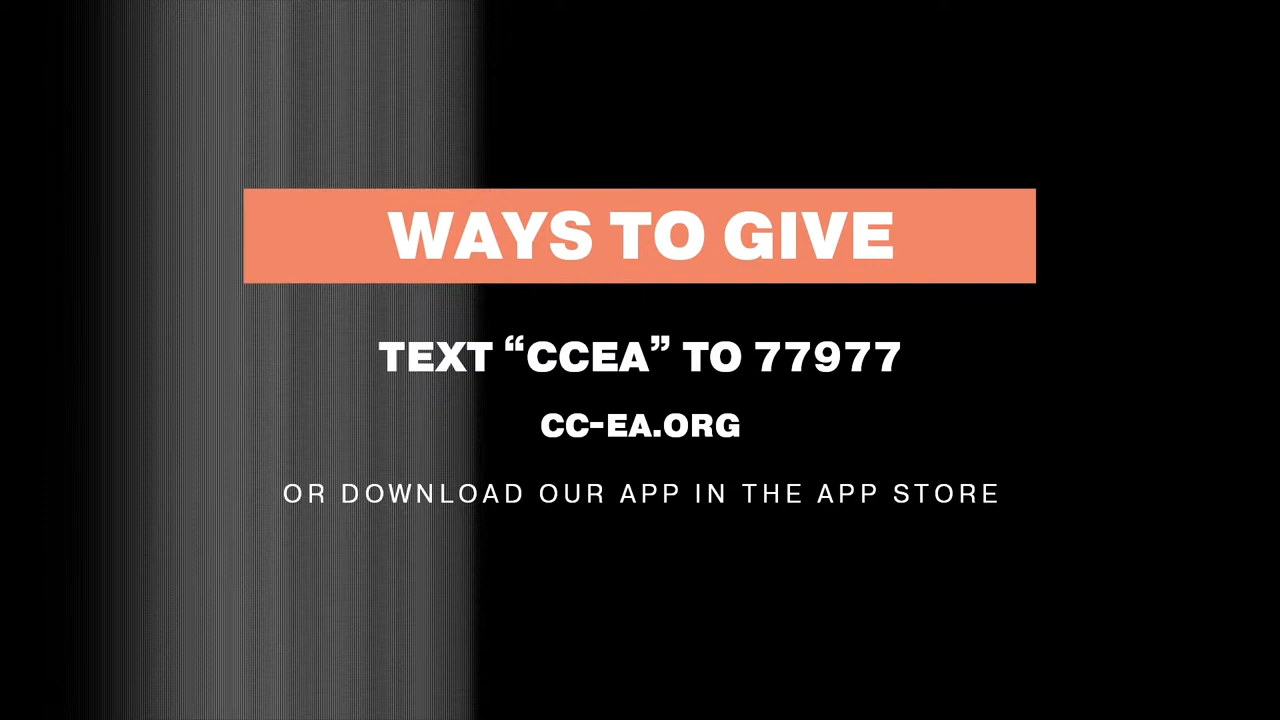 WAYS TO GIVE
TEXT “CCEA” TO 77977
CC-EA.ORG
OR DOWNLOAD OUR APP IN THE APP STORE